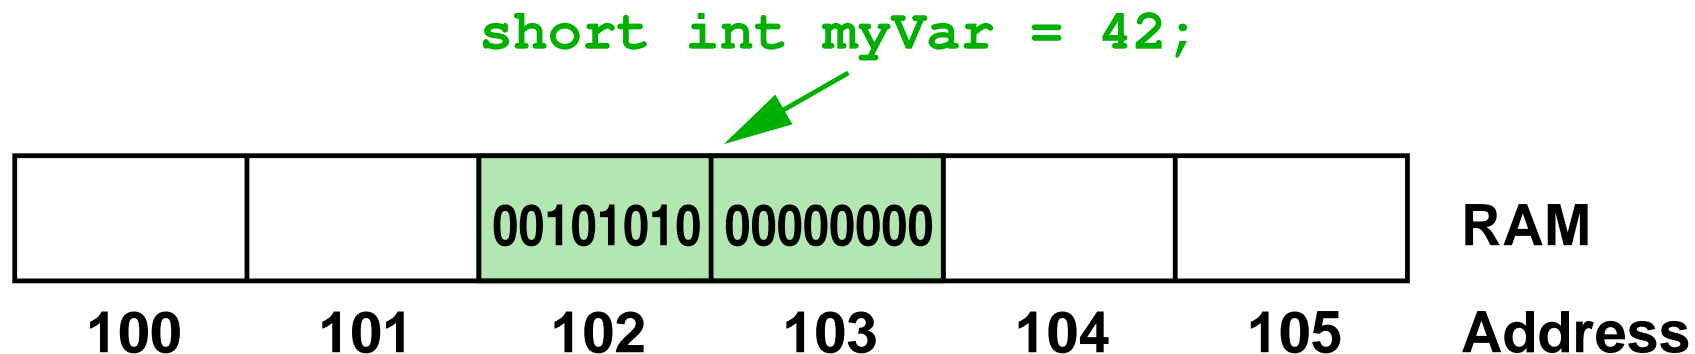 short int myVar = 42;
00101010 00000000 RAM
100 101 102 103 104 105 Address